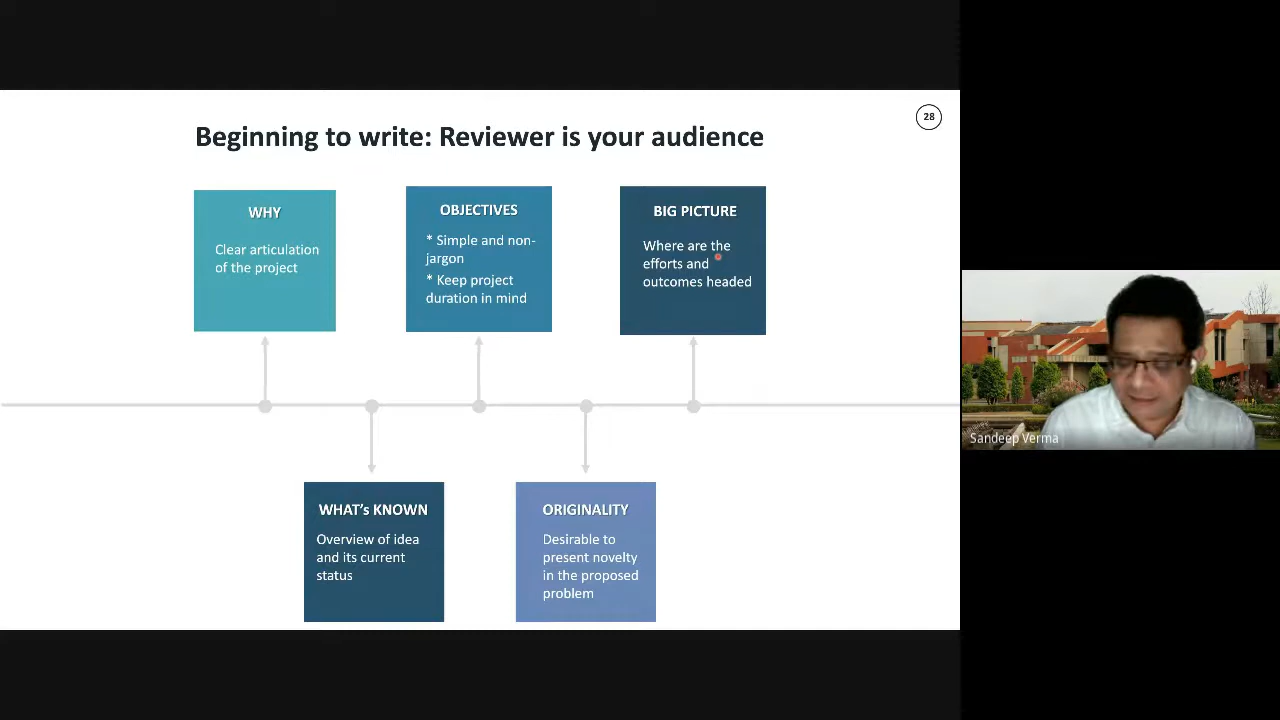 28
Beginning to write: Reviewer is your audience
WHY
Clear articulation
of the project
OBJECTIVES
* Simple and non-
jargon
* Keep project
duration in mind
BIG PICTURE
Where are the
efforts and
outcomes headed
WHAT's KNOWN
Overview of idea
and its current
status
ORIGINALITY
Desirable to
present novelty
in the proposed
problem
Sandeep Verma